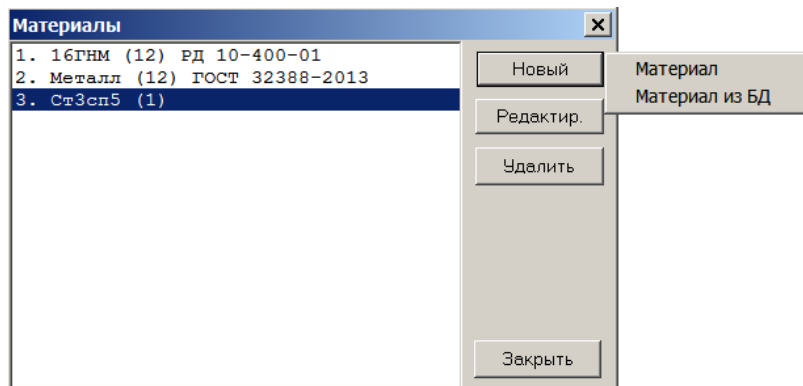 Материалы
1. 16ГНМ (12) РД 10-400-01
2. Металл (12) ГОСТ 32388-2013
3. Ст3сп5 (1)
Новый
Материал
Материал из БД
Редактир.
Удалить
Закрыть